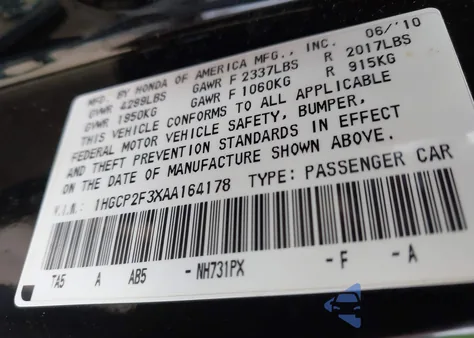 MFD. BY HONDA OF AMERICA MFG., INC. 06/'10
GVWR 4299LBS GAWR F 2337LBS R 2017LBS
GVWR 1950KG GAWR F 1060KG R 915KG
THIS VEHICLE CONFORMS TO ALL APPLICABLE
FEDERAL MOTOR VEHICLE SAFETY, BUMPER,
AND THEFT PREVENTION STANDARDS IN EFFECT
ON THE DATE OF MANUFACTURE SHOWN ABOVE.
V.I.N. 1HGCP2F3XAA164178 TYPE: PASSENGER CAR
TA5 A AB5 - NH731PX - F - A